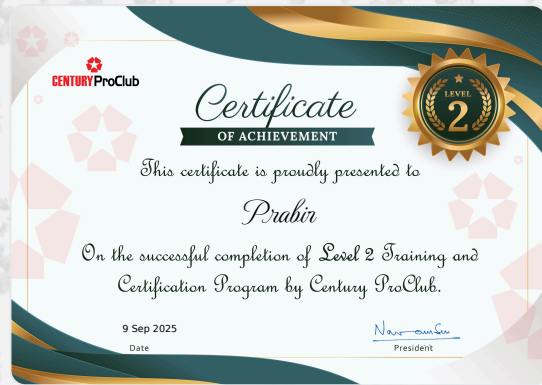 CENTURY ProClub
Certificate
OF ACHIEVEMENT
LEVEL
2
This certificate is proudly presented to
Prabir
On the successful completion of Level 2 Training and
Certification Program by Century ProClub.
9 Sep 2025
Date
President